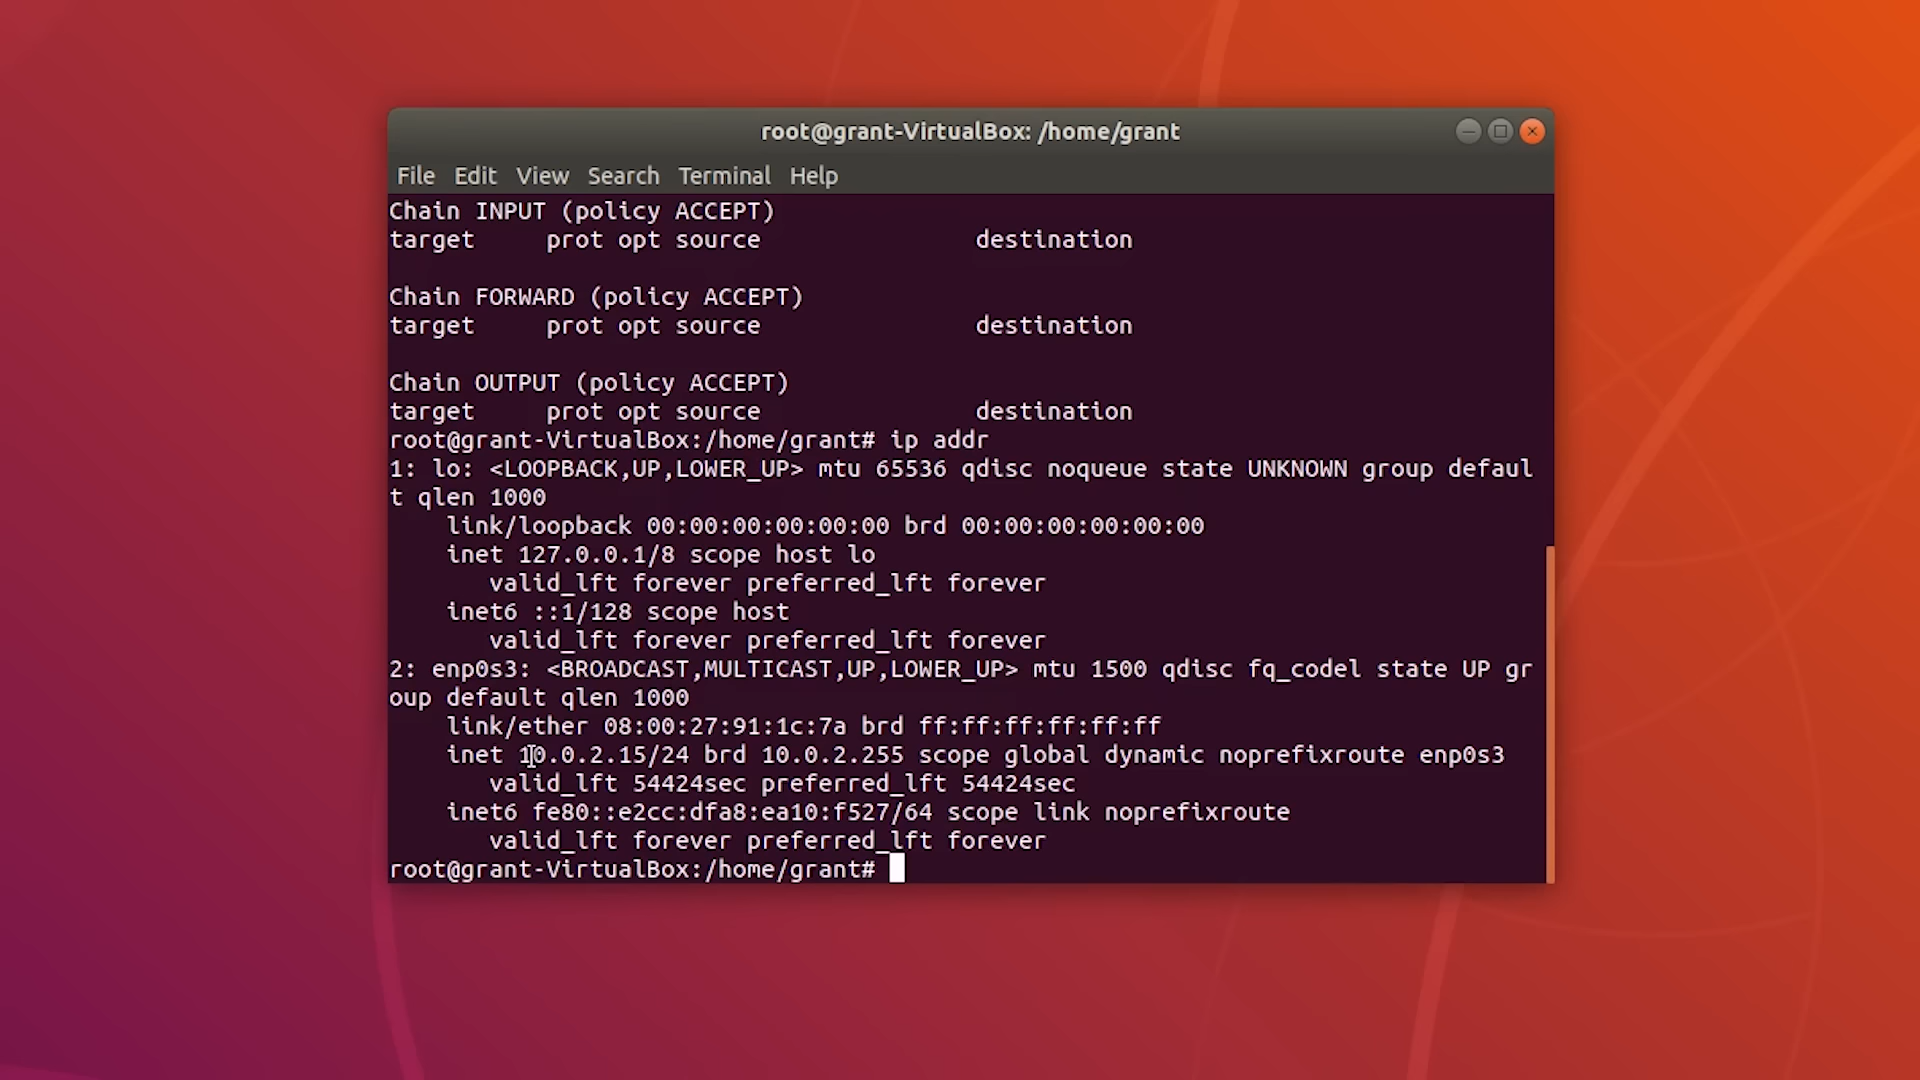 root@grant-VirtualBox: /home/grant
File Edit View Search Terminal Help
Chain INPUT (policy ACCEPT)
target     prot opt source               destination
Chain FORWARD (policy ACCEPT)
target     prot opt source               destination
Chain OUTPUT (policy ACCEPT)
target     prot opt source               destination
root@grant-VirtualBox:/home/grant# ip addr
1: lo: <LOOPBACK,UP,LOWER_UP> mtu 65536 qdisc noqueue state UNKNOWN group defaul
t qlen 1000
    link/loopback 00:00:00:00:00:00 brd 00:00:00:00:00:00
    inet 127.0.0.1/8 scope host lo
       valid_lft forever preferred_lft forever
    inet6 ::1/128 scope host
       valid_lft forever preferred_lft forever
2: enp0s3: <BROADCAST,MULTICAST,UP,LOWER_UP> mtu 1500 qdisc fq_codel state UP gr
oup default qlen 1000
    link/ether 08:00:27:91:1c:7a brd ff:ff:ff:ff:ff:ff
    inet 10.0.2.15/24 brd 10.0.2.255 scope global dynamic noprefixroute enp0s3
       valid_lft 54424sec preferred_lft 54424sec
    inet6 fe80::e2cc:dfa8:ea10:f527/64 scope link noprefixroute
       valid_lft forever preferred_lft forever
root@grant-VirtualBox:/home/grant#